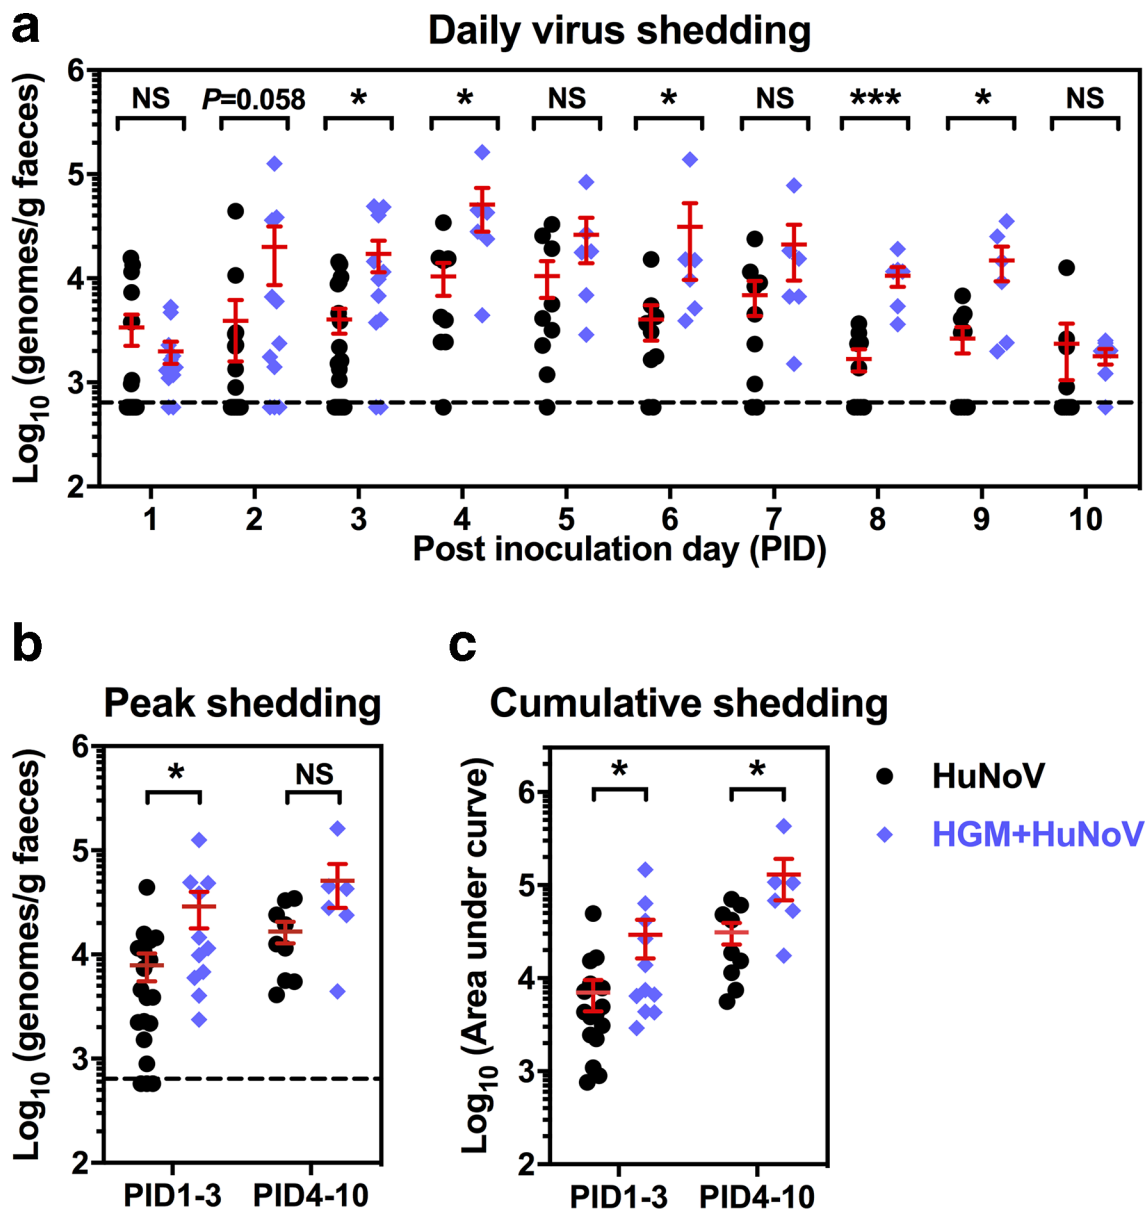 a
Daily virus shedding
Log10 (genomes/g faeces)
6
5
4
3
2
NS
P=0.058
*
*
NS
*
NS
***
*
NS
1 2 3 4 5 6 7 8 9 10
Post inoculation day (PID)
b
Peak shedding
Log10 (genomes/g faeces)
6
5
4
3
2
*
NS
PID1-3 PID4-10
c
Cumulative shedding
Log10 (Area under curve)
6
5
4
3
2
*
*
PID1-3 PID4-10
HuNoV
HGM+HuNoV